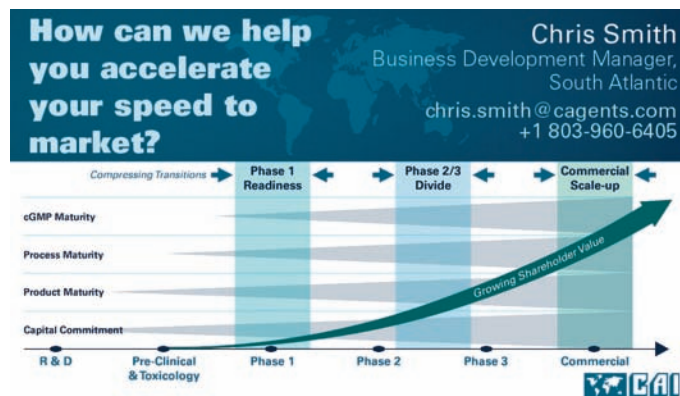 How can we help
you accelerate
your speed to
market?
Chris Smith
Business Development Manager,
South Atlantic
chris.smith@cagents.com
+1 803-960-6405
Compressing Transitions
Phase 1
Readiness
Phase 2/3
Divide
Commercial
Scale-up
cGMP Maturity
Process Maturity
Product Maturity
Capital Commitment
Growing Shareholder Value
R & D
Pre-Clinical
& Toxicology
Phase 1
Phase 2
Phase 3
Commercial
CAI